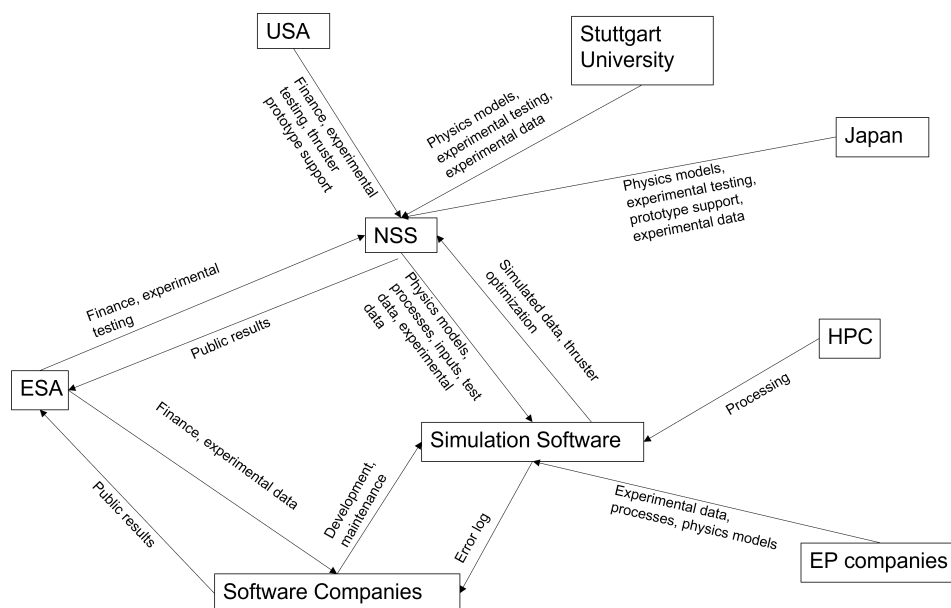 USA
Stuttgart
University
Finance, experimental
testing, thruster
prototype support
Physics models,
experimental testing,
experimental data
Japan
Physics models,
experimental testing,
prototype support,
experimental data
NSS
Finance, experimental
testing
Public results
Physics models,
processes, inputs, test
data, experimental
data
Simulated data, thruster
optimization
HPC
Processing
ESA
Finance, experimental data
Simulation Software
Public results
Development,
maintenance
Error log
Experimental data,
processes, physics models
EP companies
Software Companies